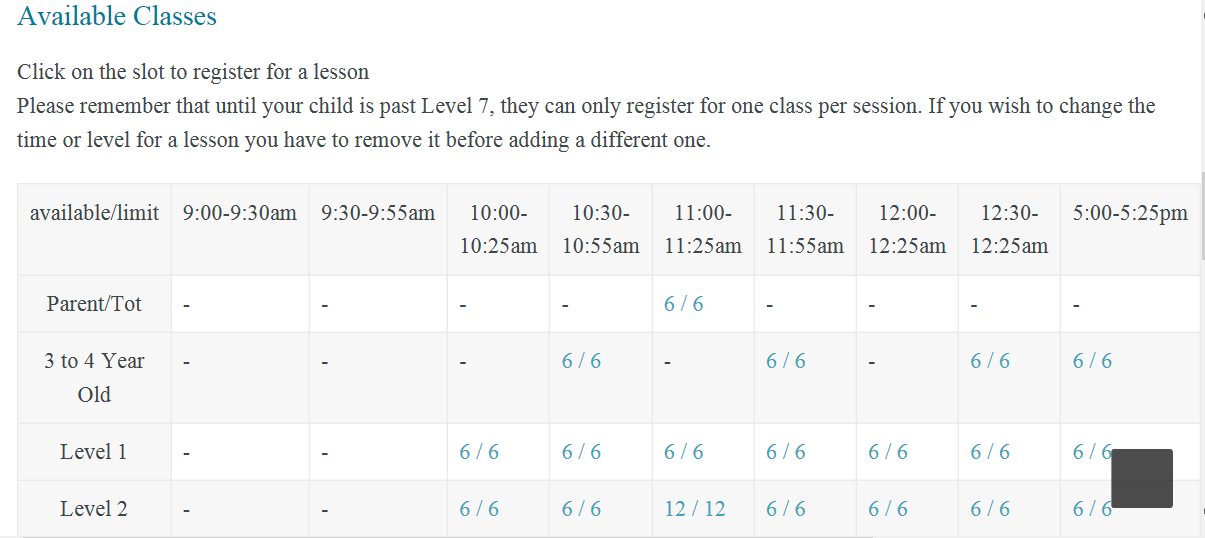 Available Classes
Click on the slot to register for a lesson
Please remember that until your child is past Level 7, they can only register for one class per session. If you wish to change the
time or level for a lesson you have to remove it before adding a different one.
available/limit 9:00-9:30am 9:30-9:55am 10:00- 10:30- 11:00- 11:30- 12:00- 12:30- 5:00-5:25pm
10:25am 10:55am 11:25am 11:55am 12:25am 12:25am
Parent/Tot - - - - 6 / 6 - - - -
3 to 4 Year - - - 6 / 6 - 6 / 6 - 6 / 6 6 / 6
Old
Level 1 - - 6 / 6 6 / 6 6 / 6 6 / 6 6 / 6 6 / 6 6 / 6
Level 2 - - 6 / 6 6 / 6 12 / 12 6 / 6 6 / 6 6 / 6 6 / 6